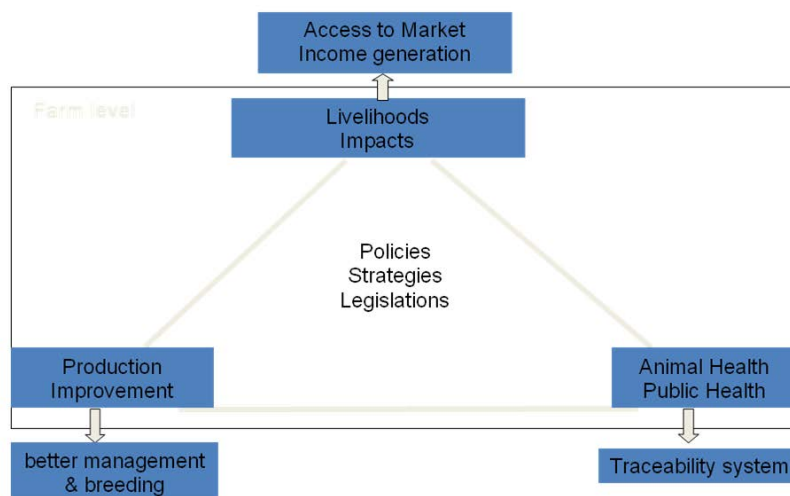 Access to Market
Income generation
Farm level
Livelihoods
Impacts
Policies
Strategies
Legislations
Production
Improvement
Animal Health
Public Health
better management
& breeding
Traceability system